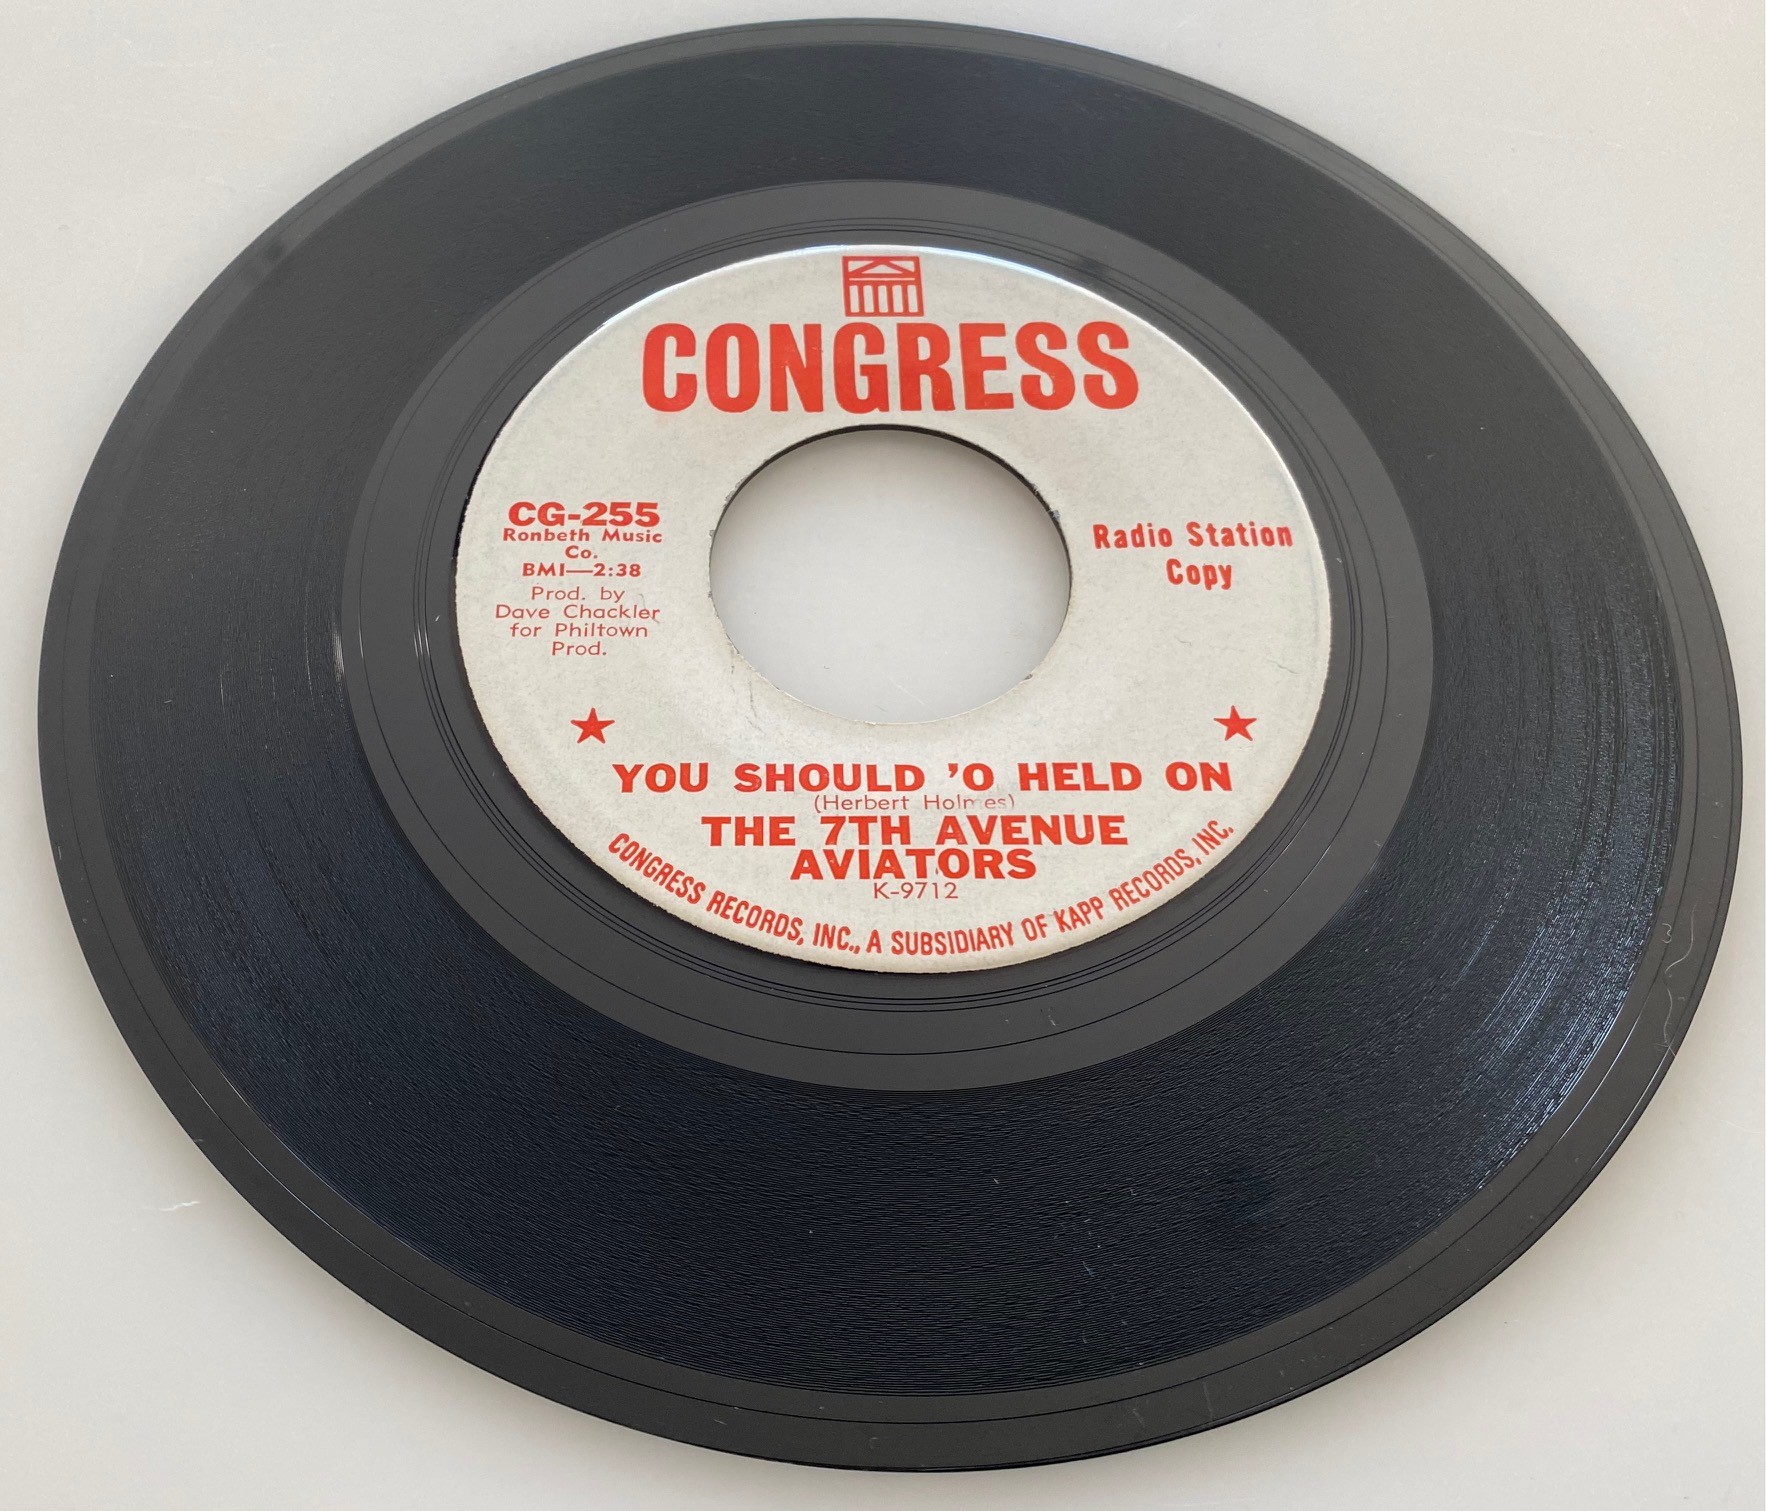 CONGRESS
CG-255
Ronbeth Music
Co.
BMI—2:38
Prod. by
Dave Chackler
for Philtown
Prod.
Radio Station
Copy
YOU SHOULD 'O HELD ON
(Herbert Holmes)
THE 7TH AVENUE
AVIATORS
K-9712
CONGRESS RECORDS, INC., A SUBSIDIARY OF KAPP RECORDS, INC.